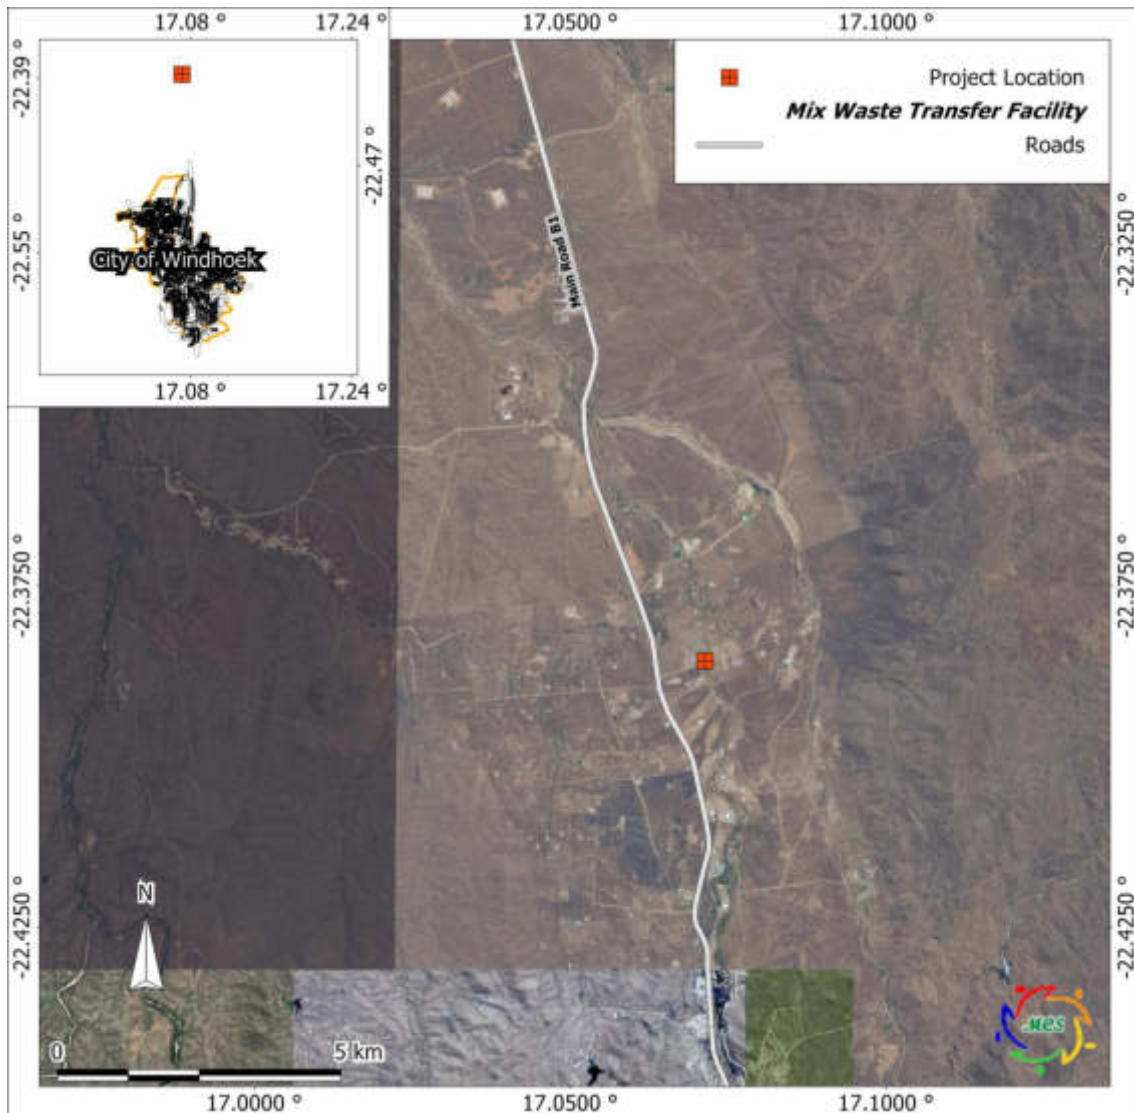 17.08 °
17.24 °
17.0500 °
17.1000 °
-22.39 °
-22.47 °
-22.55 °
City of Windhoek
17.08 °
17.24 °
Project Location
Mix Waste Transfer Facility
Roads
Main Road B1
-22.3250 °
-22.3750 °
-22.3750 °
-22.4250 °
-22.4250 °
N
0
5 km
MES
17.0000 °
17.0500 °
17.1000 °